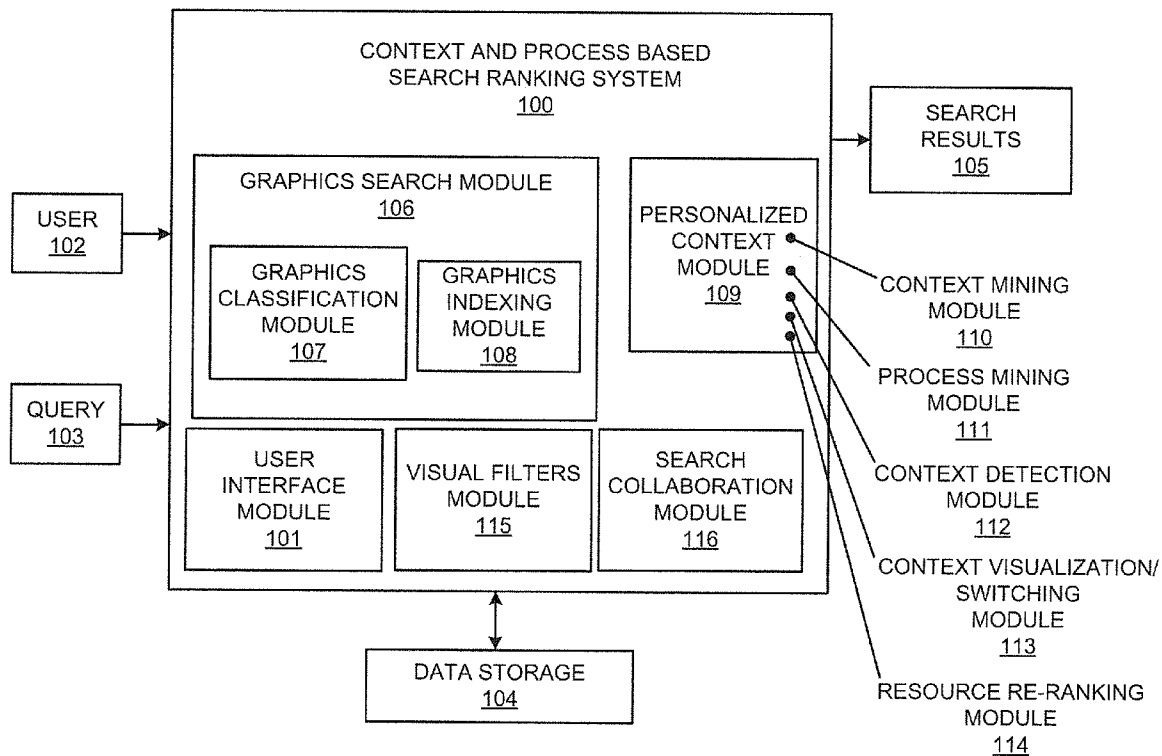 CONTEXT AND PROCESS BASED
SEARCH RANKING SYSTEM
100
SEARCH
RESULTS
105
GRAPHICS SEARCH MODULE
106
USER
102
GRAPHICS
CLASSIFICATION
MODULE
107
GRAPHICS
INDEXING
MODULE
108
PERSONALIZED
CONTEXT
MODULE
109
CONTEXT MINING
MODULE
110
PROCESS MINING
MODULE
111
QUERY
103
USER
INTERFACE
MODULE
101
VISUAL FILTERS
MODULE
115
SEARCH
COLLABORATION
MODULE
116
CONTEXT DETECTION
MODULE
112
CONTEXT VISUALIZATION/
SWITCHING
MODULE
113
DATA STORAGE
104
RESOURCE RE-RANKING
MODULE
114